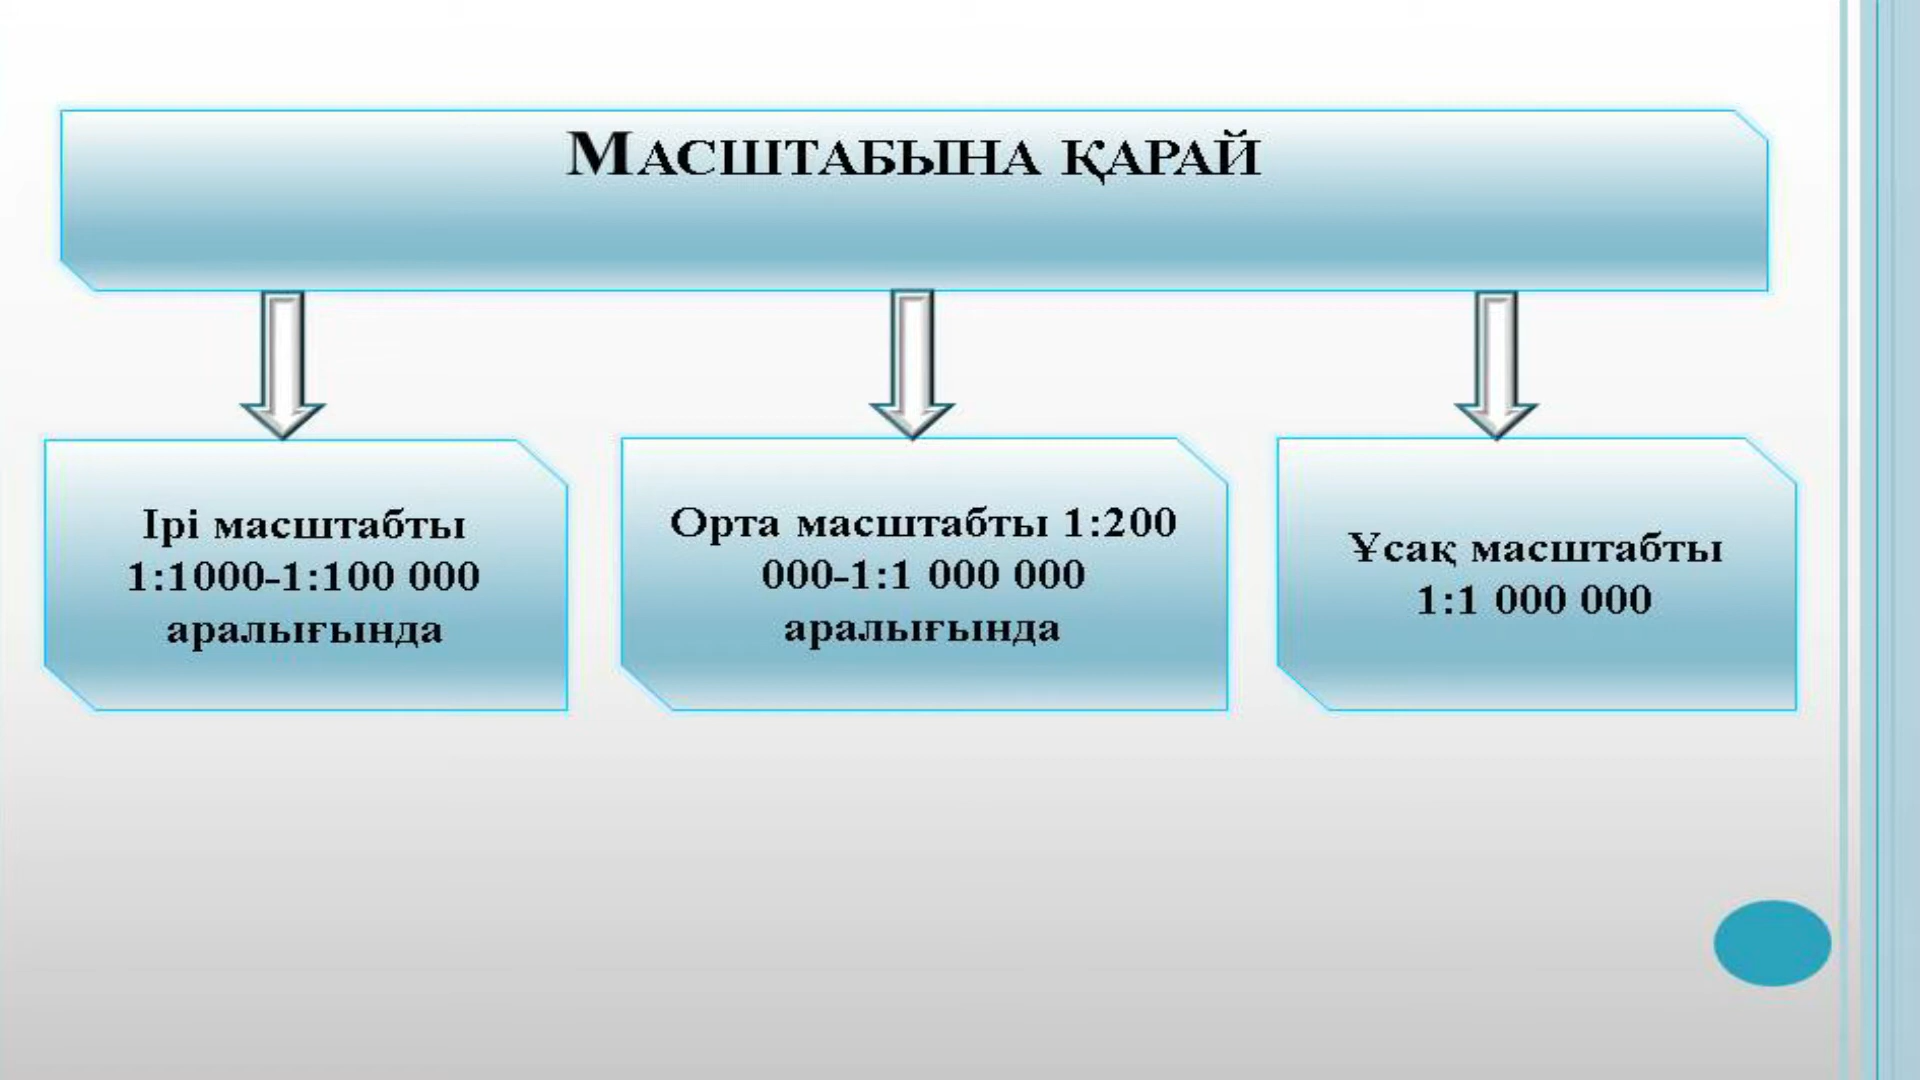 Масштабына қарай
Ірі масштабты
1:1000-1:100 000
аралығында
Орта масштабты 1:200
000-1:1 000 000
аралығында
Ұсақ масштабты
1:1 000 000